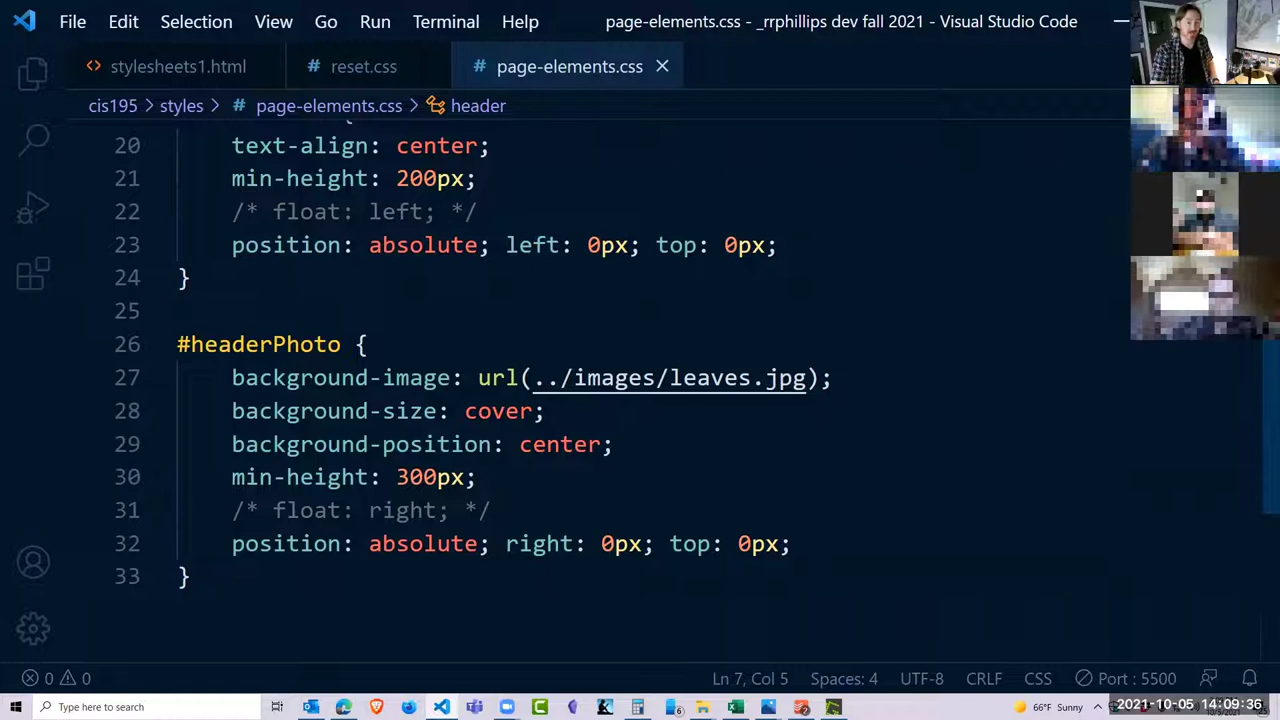 File Edit Selection View Go Run Terminal Help page-elements.css - _rrphillips dev fall 2021 - Visual Studio Code
stylesheets1.html # reset.css # page-elements.css
cis195 > styles > # page-elements.css > header
20 text-align: center;
21 min-height: 200px;
22 /* float: left; */
23 position: absolute; left: 0px; top: 0px;
24 }
25
26 #headerPhoto {
27 background-image: url(../images/leaves.jpg);
28 background-size: cover;
29 background-position: center;
30 min-height: 300px;
31 /* float: right; */
32 position: absolute; right: 0px; top: 0px;
33 }
0 0 Ln 7, Col 5 Spaces: 4 UTF-8 CRLF CSS Port : 5500
Type here to search 66°F Sunny 2021-10-05 14:09:36